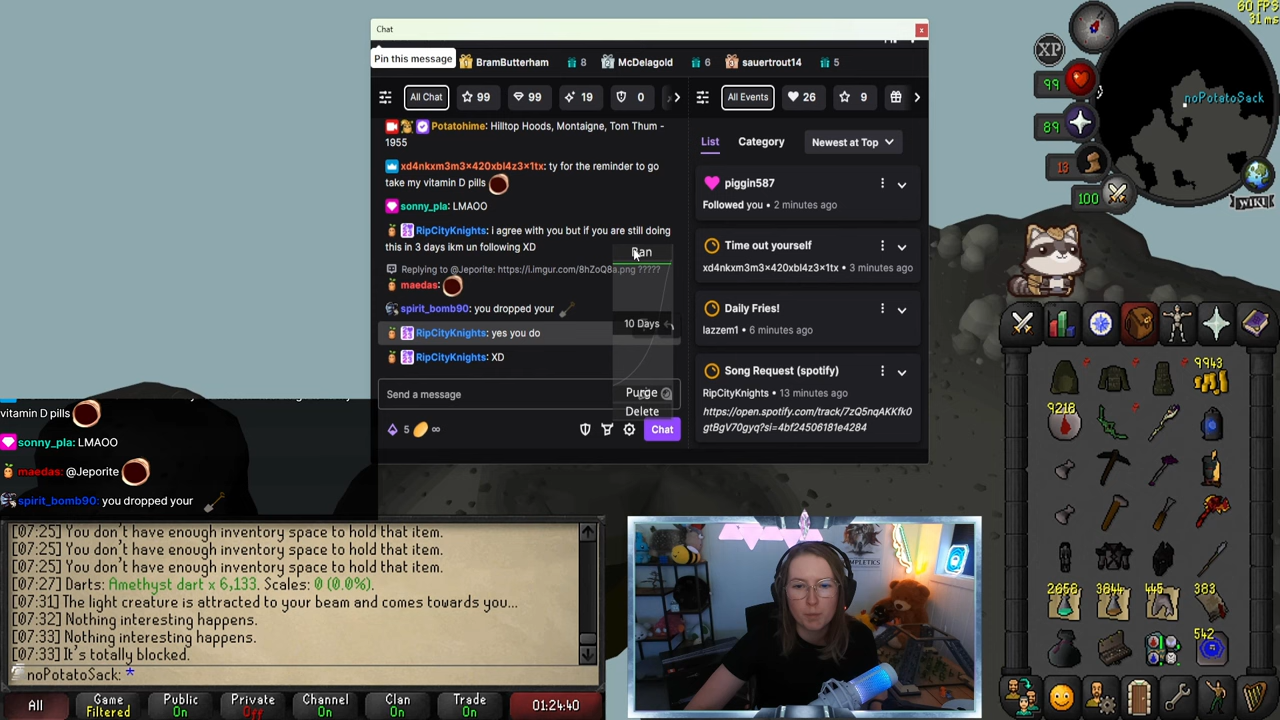 Chat
x
60 FPS
31 ms
Pin this message
BramButterham
8
McDelagold
6
sauertrout14
5
All Chat
99
99
19
0
All Events
26
9
List
Category
Newest at Top
Potatohime: Hilltop Hoods, Montaigne, Tom Thum -
1955
xd4nkxm3m3×420xbl4z3×1tx: ty for the reminder to go
take my vitamin D pills
sonny_pla: LMAOO
RipCityKnights: i agree with you but if you are still doing
this in 3 days ikm un following XD
Replying to @Jeporite: https://i.imgur.com/8hZoQ8a.png ?????
maedas:
spirit_bomb90: you dropped your
RipCityKnights: yes you do
RipCityKnights: XD
Ban
10 Days
Purge
Delete
Send a message
5
∞
Chat
piggin587
Followed you • 2 minutes ago
Time out yourself
xd4nkxm3m3×420xbl4z3×1tx • 3 minutes ago
Daily Fries!
lazzem1 • 6 minutes ago
Song Request (spotify)
RipCityKnights • 13 minutes ago
https://open.spotify.com/track/7zQ5nqAKKfk0
gtBgV70gyq?si=4bf24506181e4284
XP
99
89
13
100
noPotatoSack
WIKI
9943
9218
2658
3844
445
383
542
vitamin D pills
sonny_pla: LMAOO
maedas: @Jeporite
spirit_bomb90: you dropped your
[07:25] You don't have enough inventory space to hold that item.
[07:25] You don't have enough inventory space to hold that item.
[07:25] You don't have enough inventory space to hold that item.
[07:27] Darts: Amethyst dart x 6,133. Scales: 0 (0.0%).
[07:31] The light creature is attracted to your beam and comes towards you...
[07:32] Nothing interesting happens.
[07:33] Nothing interesting happens.
[07:33] It's totally blocked.
noPotatoSack: *
All
Game
Filtered
Public
On
Private
Off
Channel
On
Clan
On
Trade
On
01:24:40